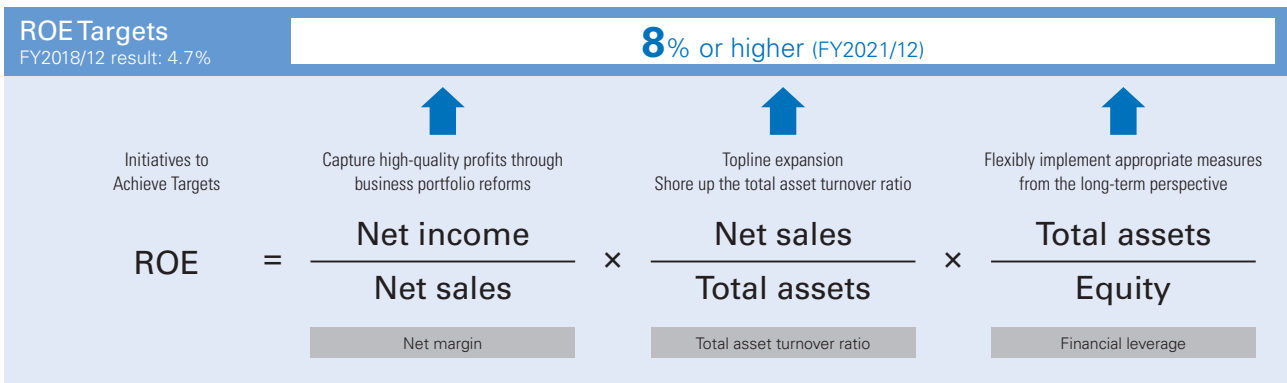 ROE Targets
FY2018/12 result: 4.7%
8% or higher (FY2021/12)
Initiatives to
Achieve Targets
Capture high-quality profits through
business portfolio reforms
Topline expansion
Shore up the total asset turnover ratio
Flexibly implement appropriate measures
from the long-term perspective
ROE
=
Net income
Net sales
×
Net sales
Total assets
×
Total assets
Equity
Net margin
Total asset turnover ratio
Financial leverage